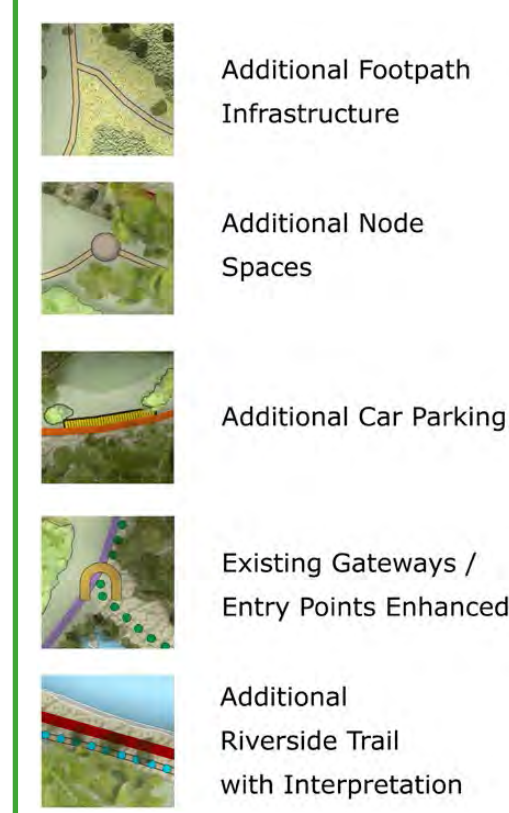 Additional Footpath
Infrastructure
Additional Node
Spaces
Additional Car Parking
Existing Gateways /
Entry Points Enhanced
Additional
Riverside Trail
with Interpretation